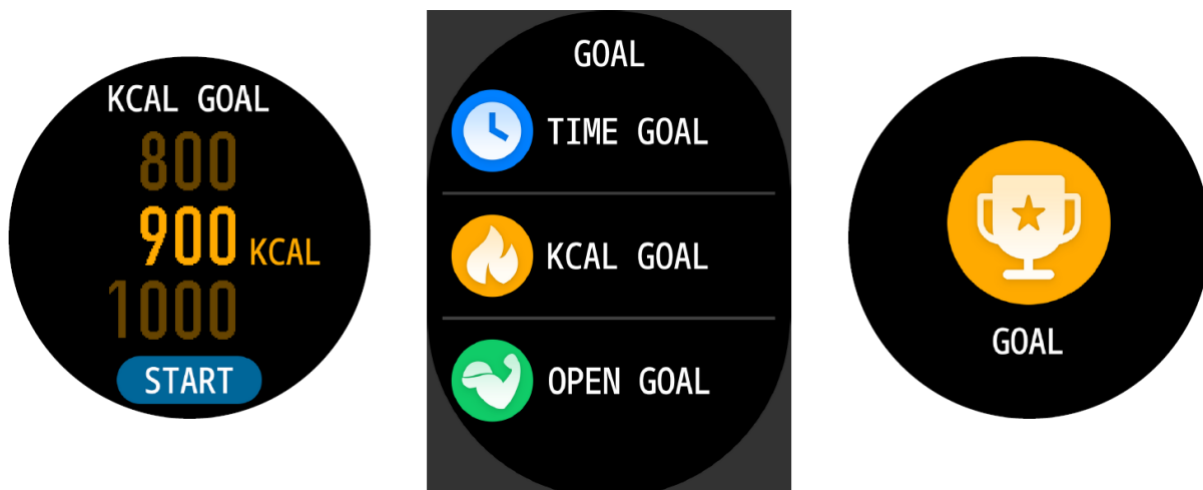 KCAL GOAL
800
900 KCAL
1000
START
GOAL
TIME GOAL
KCAL GOAL
OPEN GOAL
GOAL